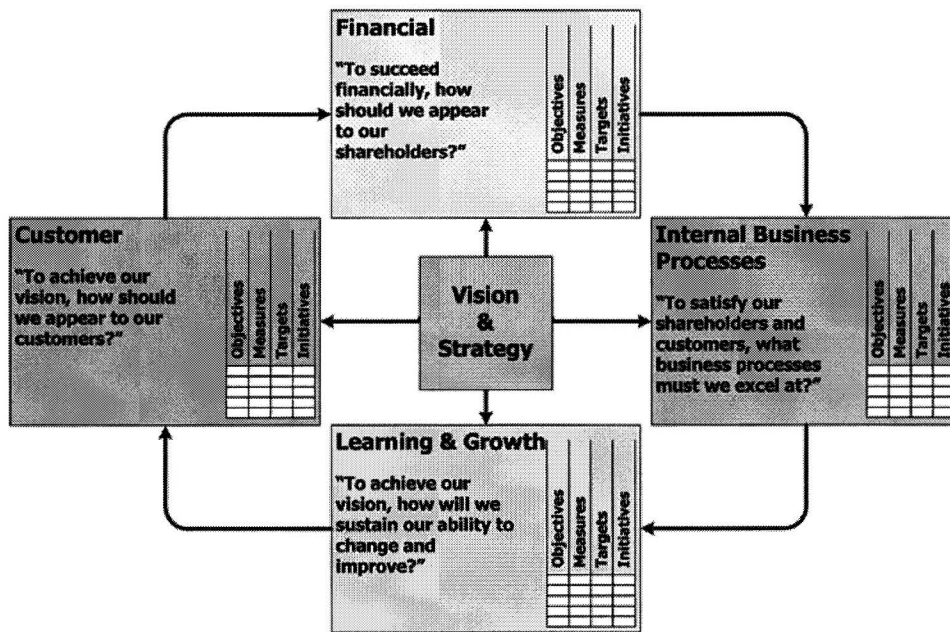 Financial
"To succeed
financially, how
should we appear
to our
shareholders?"
Objectives
Measures
Targets
Initiatives
Customer
"To achieve our
vision, how should
we appear to our
customers?"
Objectives
Measures
Targets
Initiatives
Vision
&
Strategy
Internal Business
Processes
"To satisfy our
shareholders and
customers, what
business processes
must we excel at?"
Objectives
Measures
Targets
Initiatives
Learning & Growth
"To achieve our
vision, how will we
sustain our ability to
change and
improve?"
Objectives
Measures
Targets
Initiatives